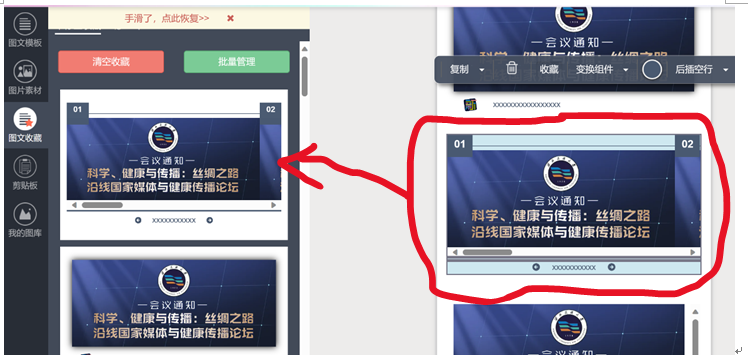 手滑了，点此恢复>> ✖
图文模板
图片素材
图文收藏
剪贴板
我的图库
清空收藏
批量管理
01
02
会议通知
科学、健康与传播：丝绸之路
沿线国家媒体与健康传播论坛
xxxxxxxxxxx
会议通知
科学、健康与传播：丝绸之路
沿线国家媒体与健康传播论坛
会议通知
科学、健康与传播：丝绸之路
复制
收藏
变换组件
后插空行
xxxxxxxxxxxxxxxxx
01
02
会议通知
科学、健康与传播：丝绸之路
沿线国家媒体与健康传播论坛
xxxxxxxxxxx